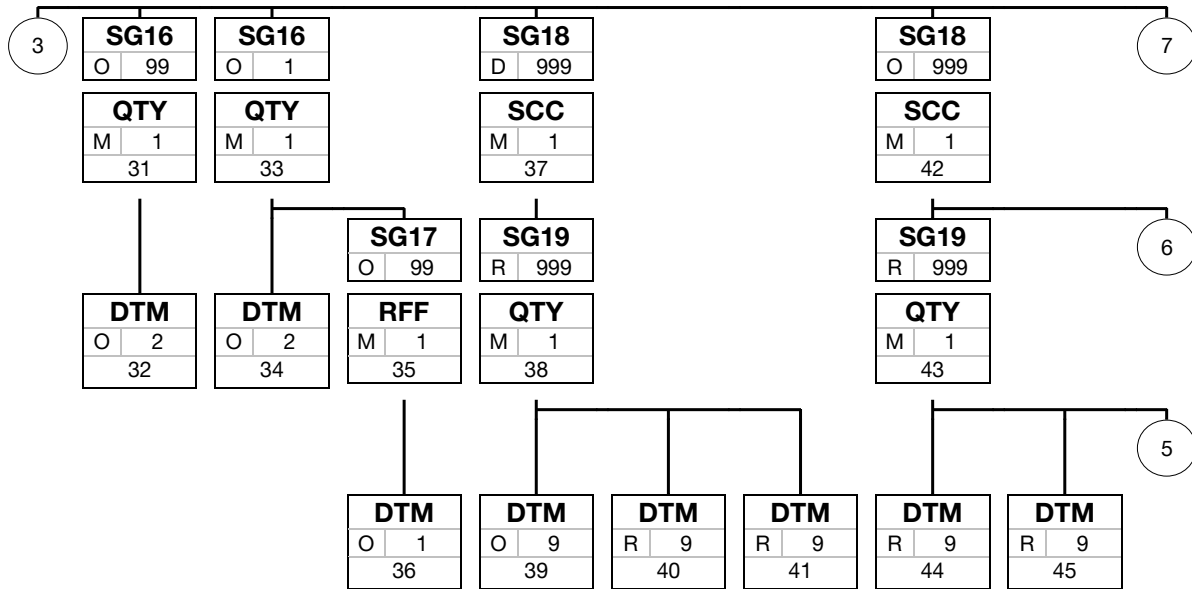 3
SG16
O 99
SG16
O 1
SG18
D 999
SG18
O 999
7
QTY
M 1
31
QTY
M 1
33
SCC
M 1
37
SCC
M 1
42
SG17
O 99
SG19
R 999
SG19
R 999
6
DTM
O 2
32
DTM
O 2
34
RFF
M 1
35
QTY
M 1
38
QTY
M 1
43
5
DTM
O 1
36
DTM
O 9
39
DTM
R 9
40
DTM
R 9
41
DTM
R 9
44
DTM
R 9
45